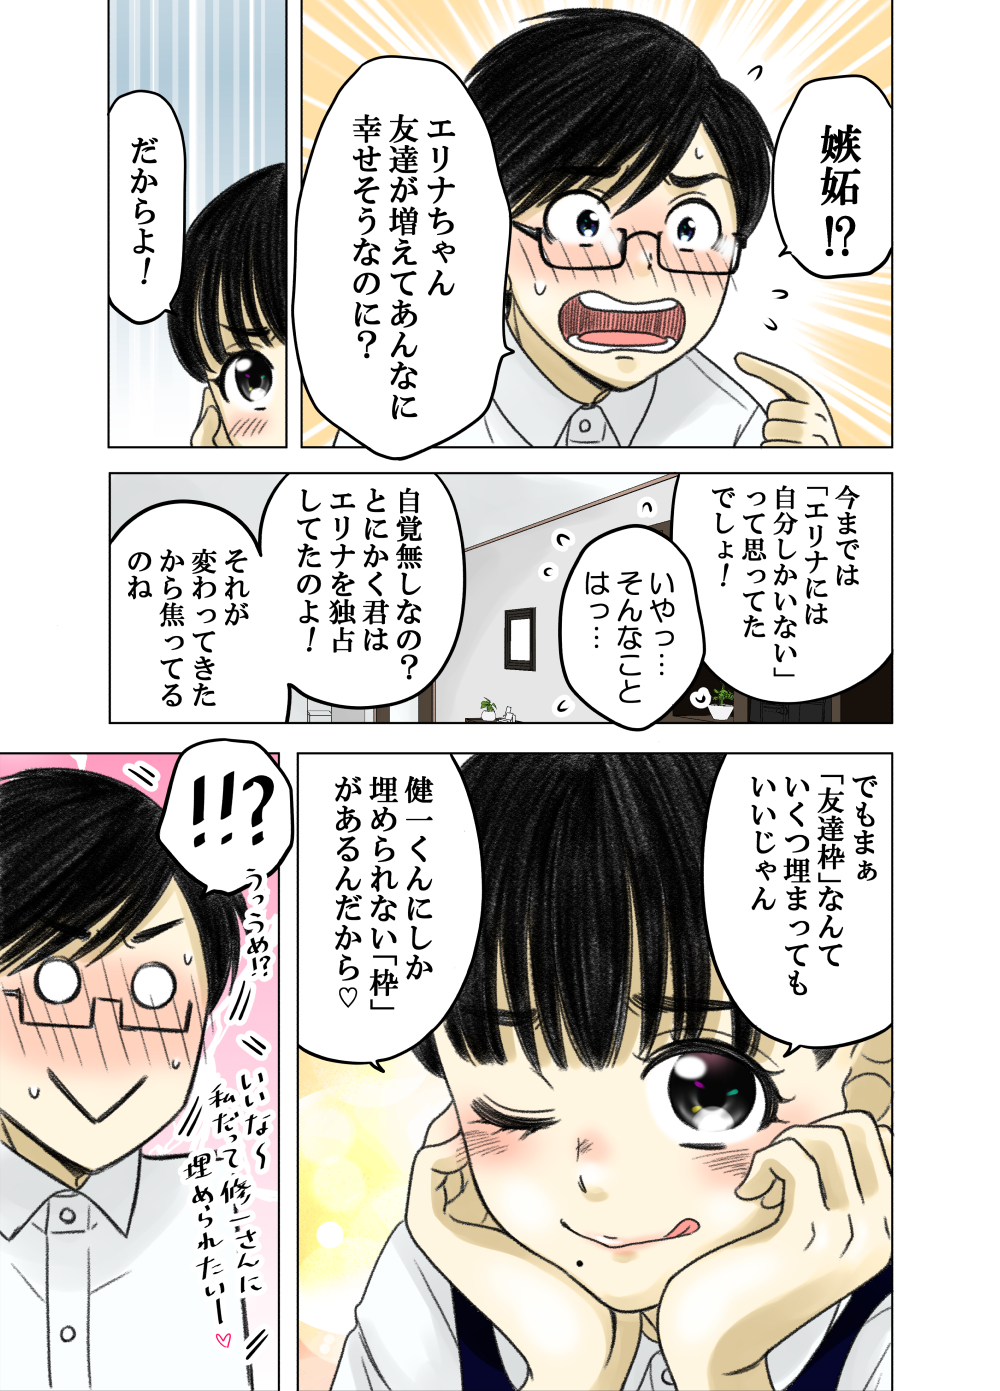 嫉妬!?
エリナちゃん
友達が増えてあんなに
幸せそうなのに?
だからよ!
今までは
「エリナには
自分しかいない」
って思ってた
でしょ!
いやっ…
そんなこと
はっ…
自覚無しなの?
とにかく君は
エリナを独占
してたのよ!
それが
変わってきた
から焦ってる
のね
でもまぁ
「友達枠」なんて
いくつ埋まっても
いいじゃん
健一くんにしか
埋められない「枠」
があるんだから♡
!!?
うっうめ!?
いいな〜
私だって修一さんに
埋められたいー♡